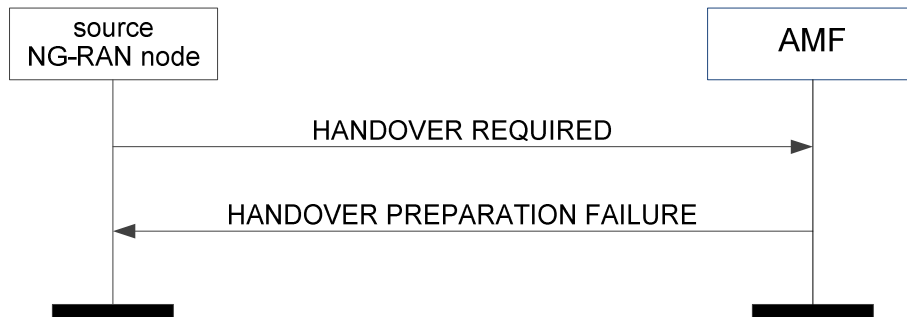 source
NG-RAN node
AMF
HANDOVER REQUIRED
HANDOVER PREPARATION FAILURE